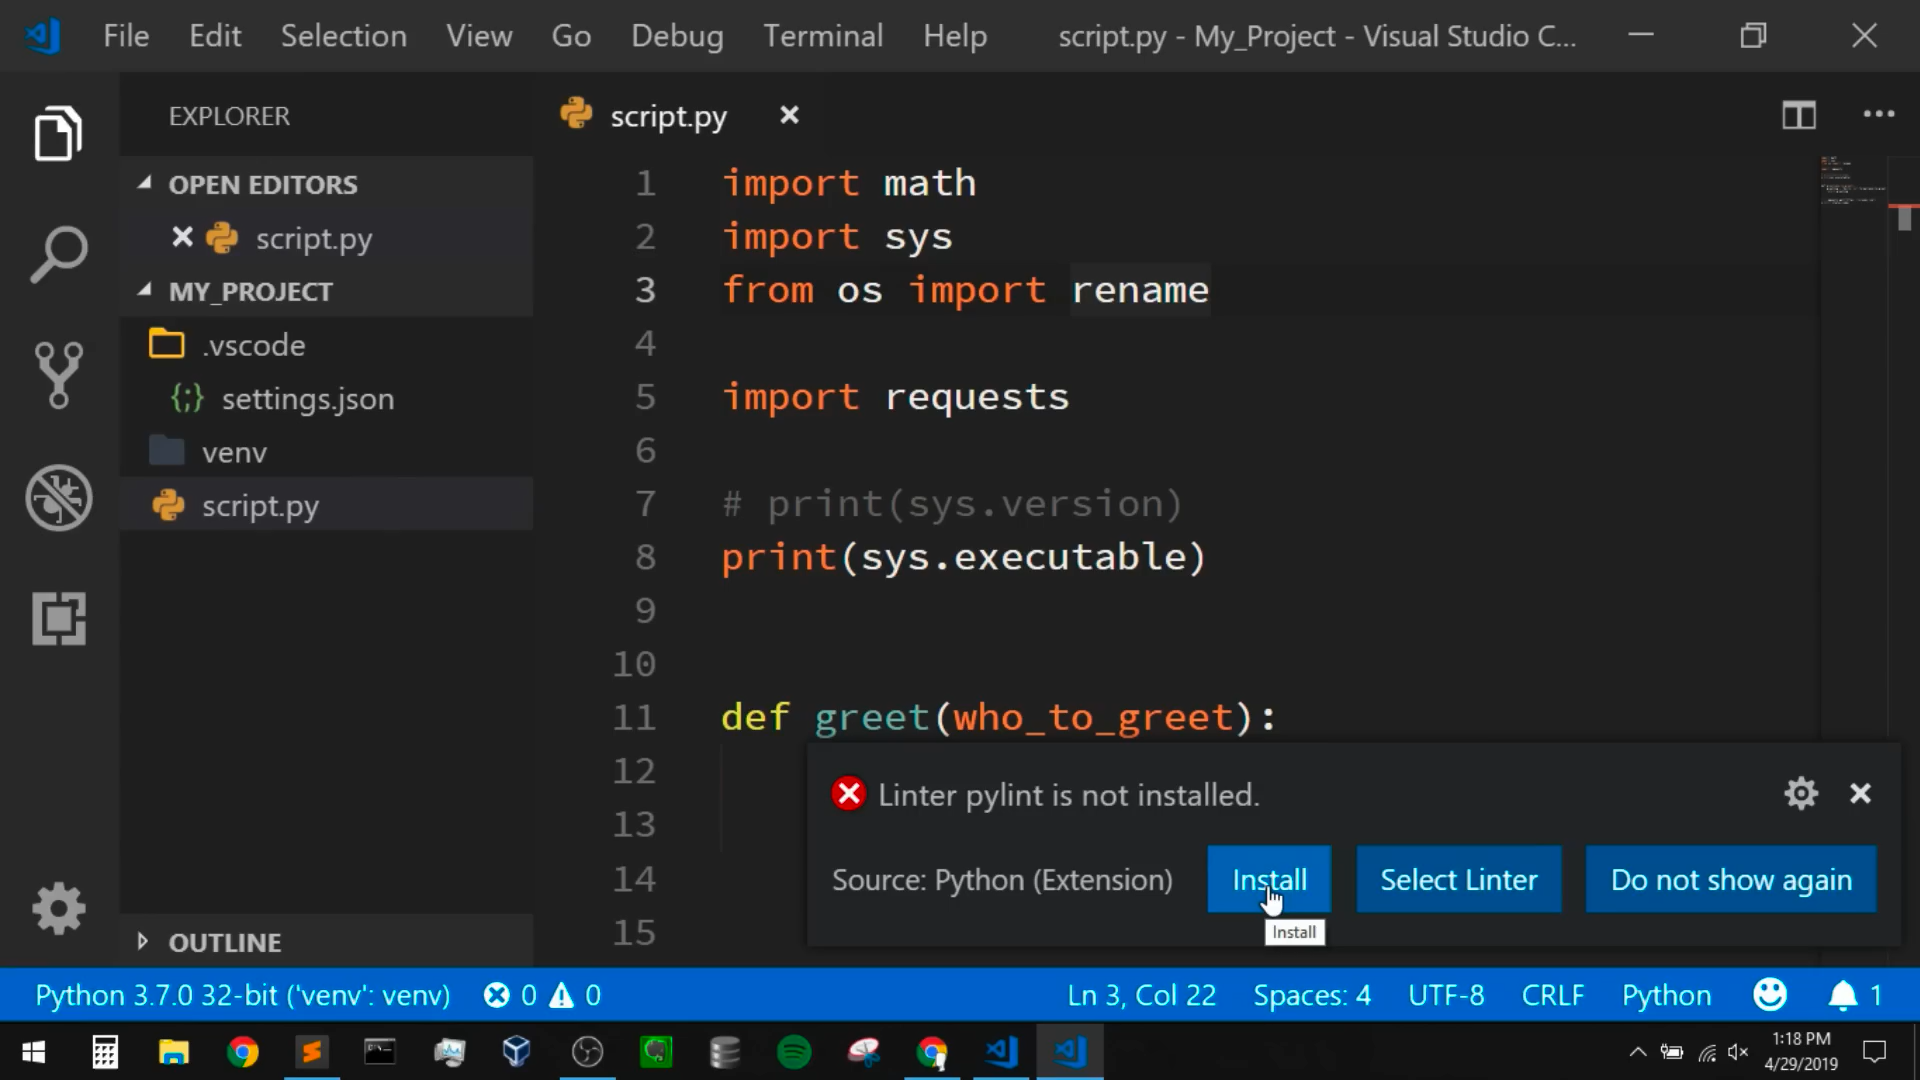 File Edit Selection View Go Debug Terminal Help script.py - My_Project - Visual Studio C...
EXPLORER
OPEN EDITORS
script.py
MY_PROJECT
.vscode
{;} settings.json
venv
script.py
OUTLINE
script.py
1 import math
2 import sys
3 from os import rename
4
5 import requests
6
7 # print(sys.version)
8 print(sys.executable)
9
10
11 def greet(who_to_greet):
12
13
14
15
Linter pylint is not installed.
Source: Python (Extension) Install Select Linter Do not show again
Install
Python 3.7.0 32-bit ('venv': venv) 0 0 Ln 3, Col 22 Spaces: 4 UTF-8 CRLF Python 1
1:18 PM
4/29/2019